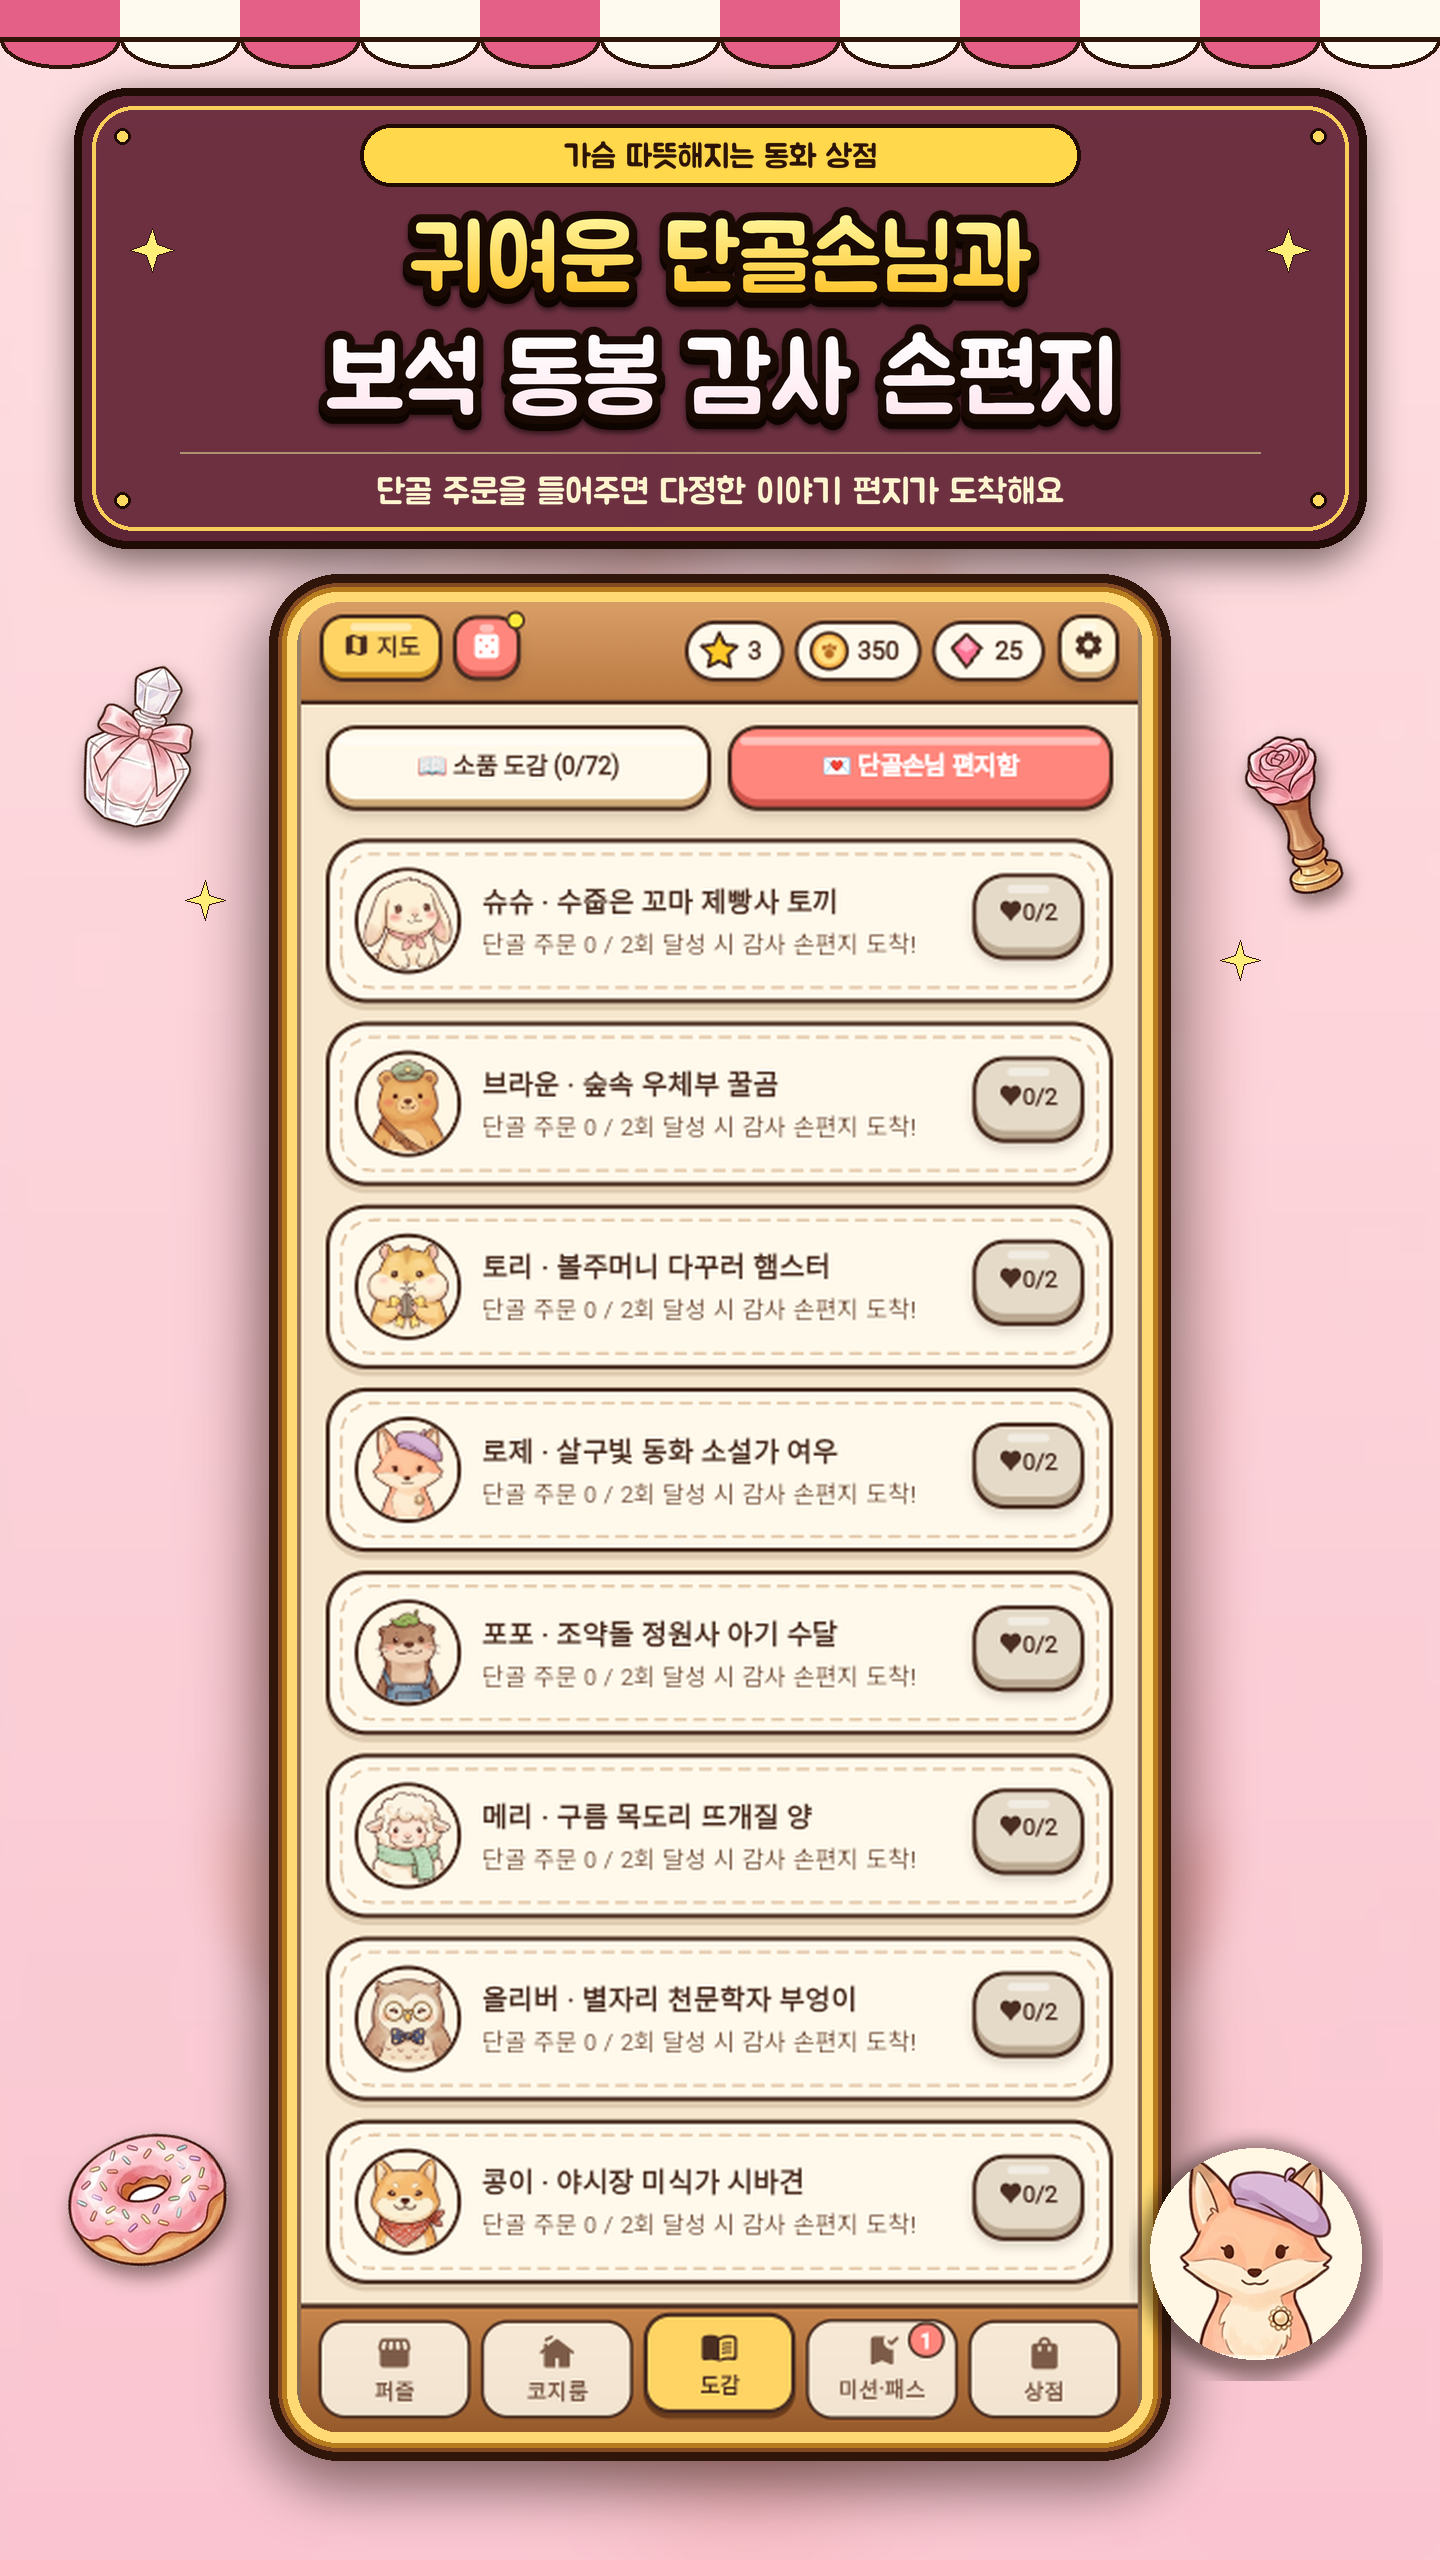 가슴 따뜻해지는 동화 상점
귀여운 단골손님과
보석 동봉 감사 손편지
단골 주문을 들어주면 다정한 이야기 편지가 도착해요
지도
3
350
25
소품 도감 (0/72)
단골손님 편지함
슈슈 · 수줍은 꼬마 제빵사 토끼
단골 주문 0 / 2회 달성 시 감사 손편지 도착!
♥0/2
브라운 · 숲속 우체부 꿀곰
단골 주문 0 / 2회 달성 시 감사 손편지 도착!
♥0/2
토리 · 볼주머니 다꾸러 햄스터
단골 주문 0 / 2회 달성 시 감사 손편지 도착!
♥0/2
로제 · 살구빛 동화 소설가 여우
단골 주문 0 / 2회 달성 시 감사 손편지 도착!
♥0/2
포포 · 조약돌 정원사 아기 수달
단골 주문 0 / 2회 달성 시 감사 손편지 도착!
♥0/2
메리 · 구름 목도리 뜨개질 양
단골 주문 0 / 2회 달성 시 감사 손편지 도착!
♥0/2
올리버 · 별자리 천문학자 부엉이
단골 주문 0 / 2회 달성 시 감사 손편지 도착!
♥0/2
콩이 · 야시장 미식가 시바견
단골 주문 0 / 2회 달성 시 감사 손편지 도착!
♥0/2
퍼즐
코지룸
도감
1
미션·패스
상점